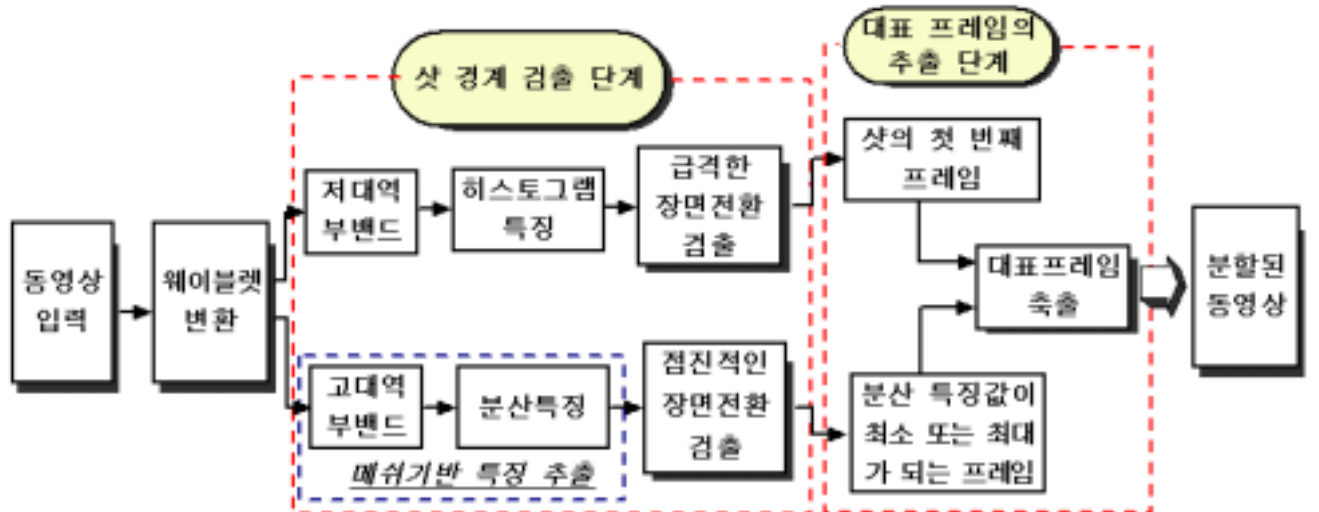 샷 경계 검출 단계
대표 프레임의
추출 단계
동영상
입력
웨이블렛
변환
저대역
부밴드
히스토그램
특징
급격한
장면전환
검출
샷의 첫 번째
프레임
고대역
부밴드
분산특징
메쉬기반 특징 추출
점진적인
장면전환
검출
분산 특징값이
최소 또는 최대
가 되는 프레임
대표프레임
축출
분할된
동영상